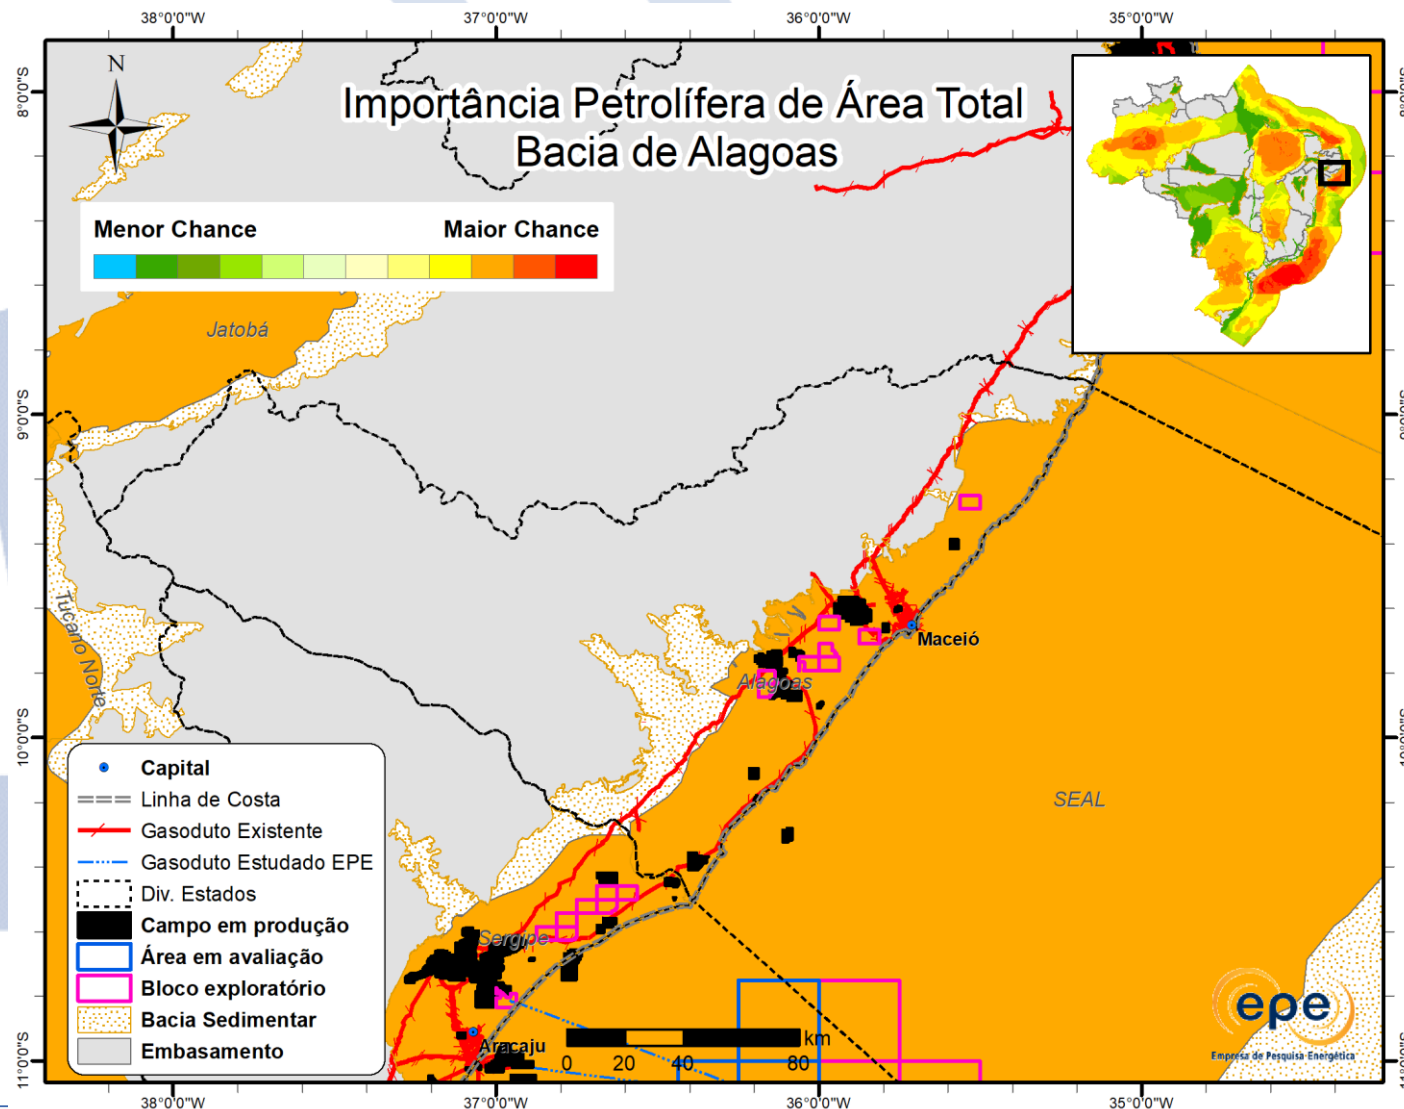 38°0'0"W
37°0'0"W
36°0'0"W
35°0'0"W
8°0'0"S
N
Importância Petrolífera de Área Total
Bacia de Alagoas
Menor Chance
Maior Chance
Jatobá
9°0'0"S
Tucano Norte
Maceió
Alagoas
10°0'0"S
SEAL
Sergipe
Capital
Linha de Costa
Gasoduto Existente
Gasoduto Estudado EPE
Div. Estados
Campo em produção
Área em avaliação
Bloco exploratório
Bacia Sedimentar
Embasamento
Aracaju
km
0 20 40 80
epe
Empresa de Pesquisa Energética
11°0'0"S
38°0'0"W
37°0'0"W
36°0'0"W
35°0'0"W